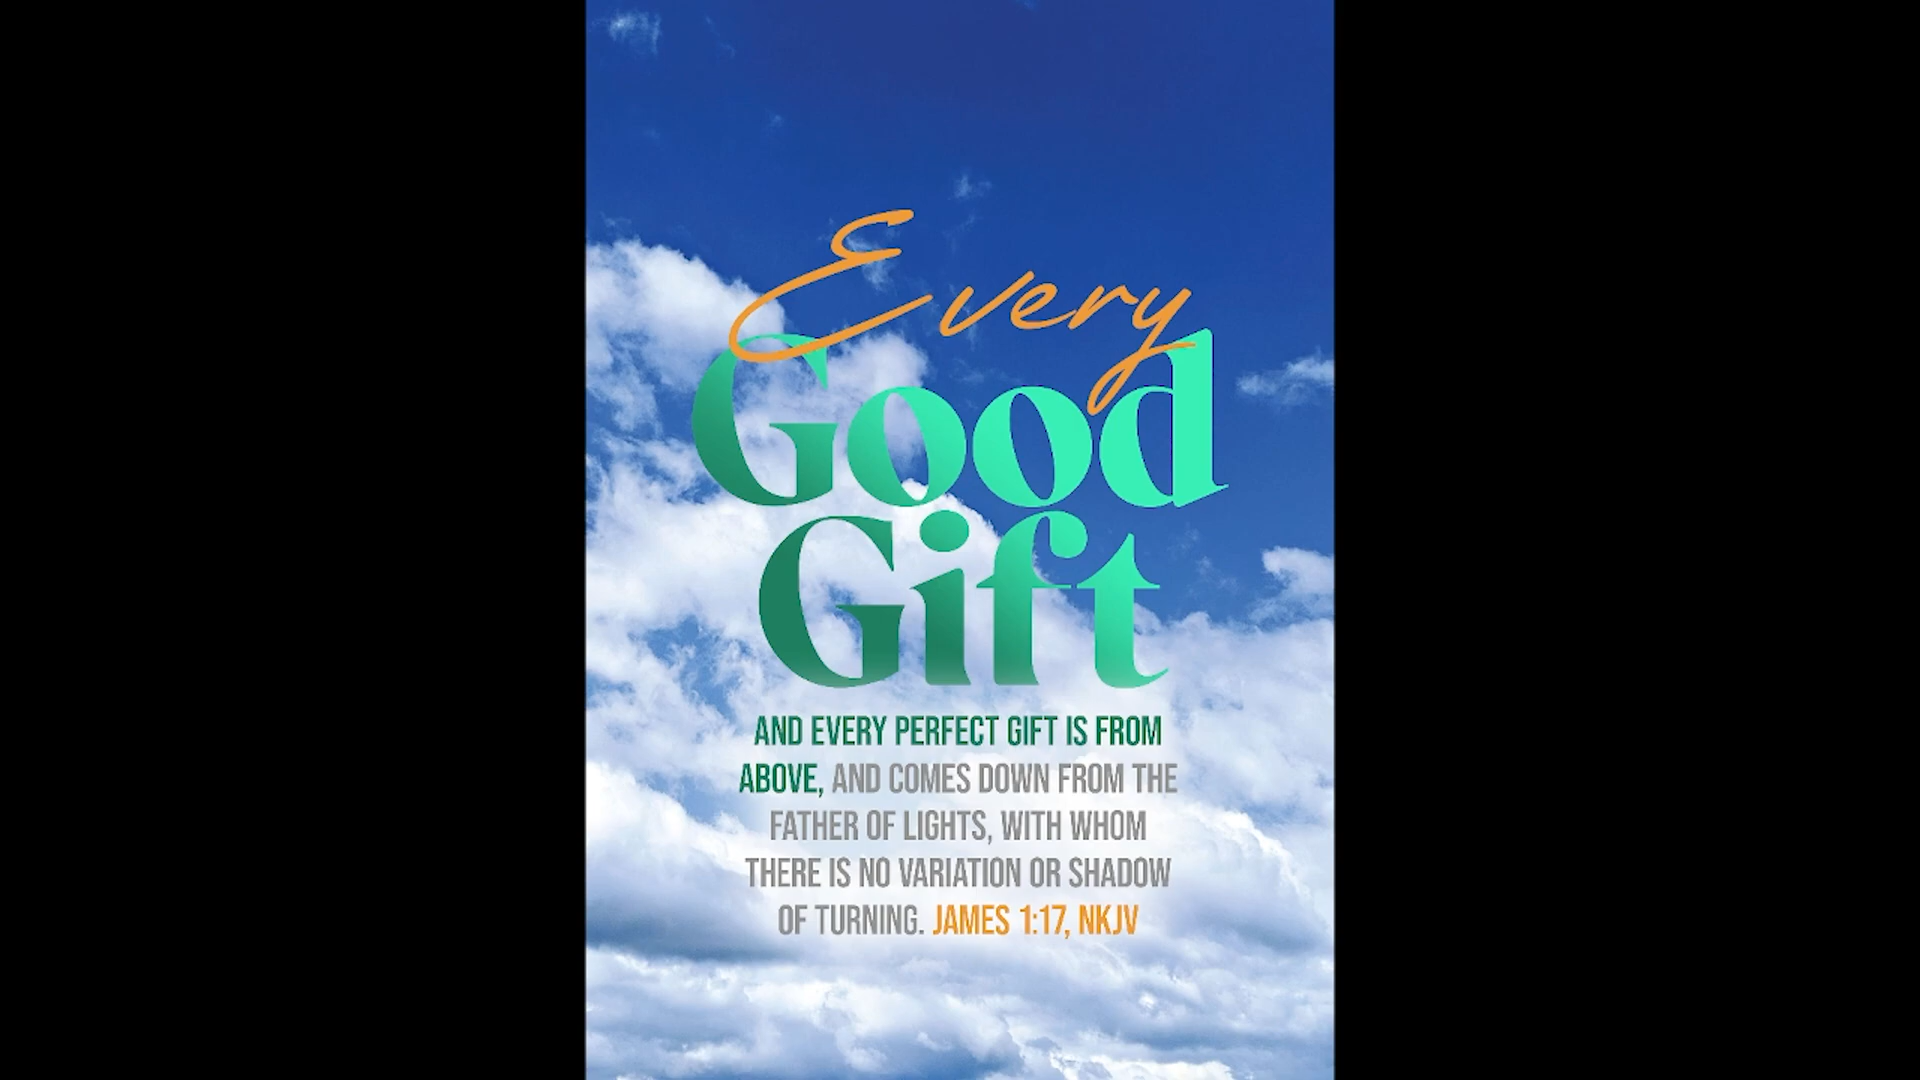 Every
Good
Gift
AND EVERY PERFECT GIFT IS FROM
ABOVE, AND COMES DOWN FROM THE
FATHER OF LIGHTS, WITH WHOM
THERE IS NO VARIATION OR SHADOW
OF TURNING. JAMES 1:17, NKJV